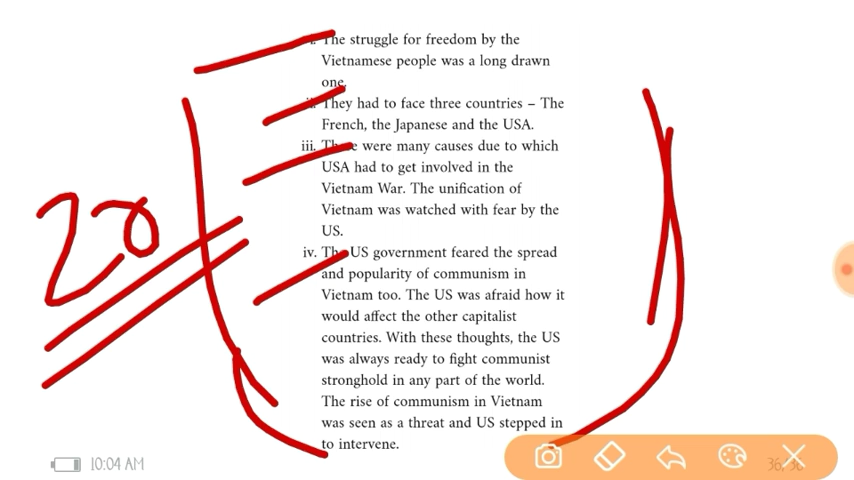 i. The struggle for freedom by the
Vietnamese people was a long drawn
one.
ii. They had to face three countries – The
French, the Japanese and the USA.
iii. There were many causes due to which
USA had to get involved in the
Vietnam War. The unification of
Vietnam was watched with fear by the
US.
iv. The US government feared the spread
and popularity of communism in
Vietnam too. The US was afraid how it
would affect the other capitalist
countries. With these thoughts, the US
was always ready to fight communist
stronghold in any part of the world.
The rise of communism in Vietnam
was seen as a threat and US stepped in
to intervene.
10:04 AM